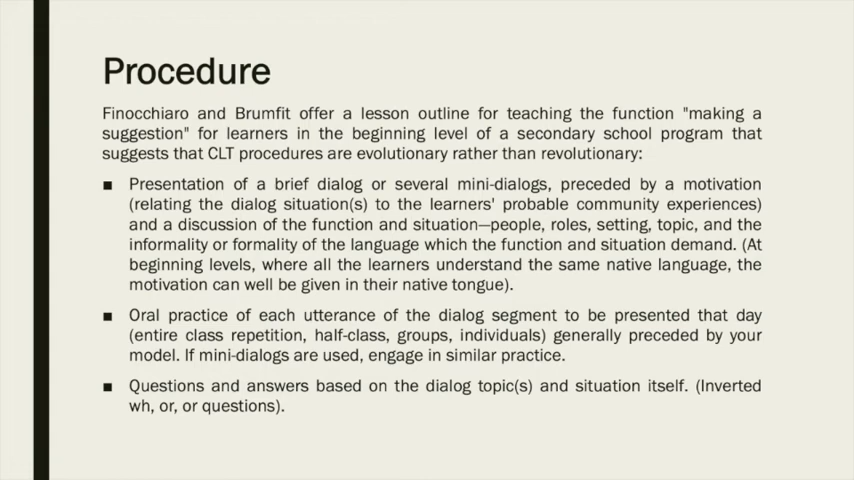 Procedure
Finocchiaro and Brumfit offer a lesson outline for teaching the function "making a
suggestion" for learners in the beginning level of a secondary school program that
suggests that CLT procedures are evolutionary rather than revolutionary:
■ Presentation of a brief dialog or several mini-dialogs, preceded by a motivation
(relating the dialog situation(s) to the learners' probable community experiences)
and a discussion of the function and situation—people, roles, setting, topic, and the
informality or formality of the language which the function and situation demand. (At
beginning levels, where all the learners understand the same native language, the
motivation can well be given in their native tongue).
■ Oral practice of each utterance of the dialog segment to be presented that day
(entire class repetition, half-class, groups, individuals) generally preceded by your
model. If mini-dialogs are used, engage in similar practice.
■ Questions and answers based on the dialog topic(s) and situation itself. (Inverted
wh, or, or questions).